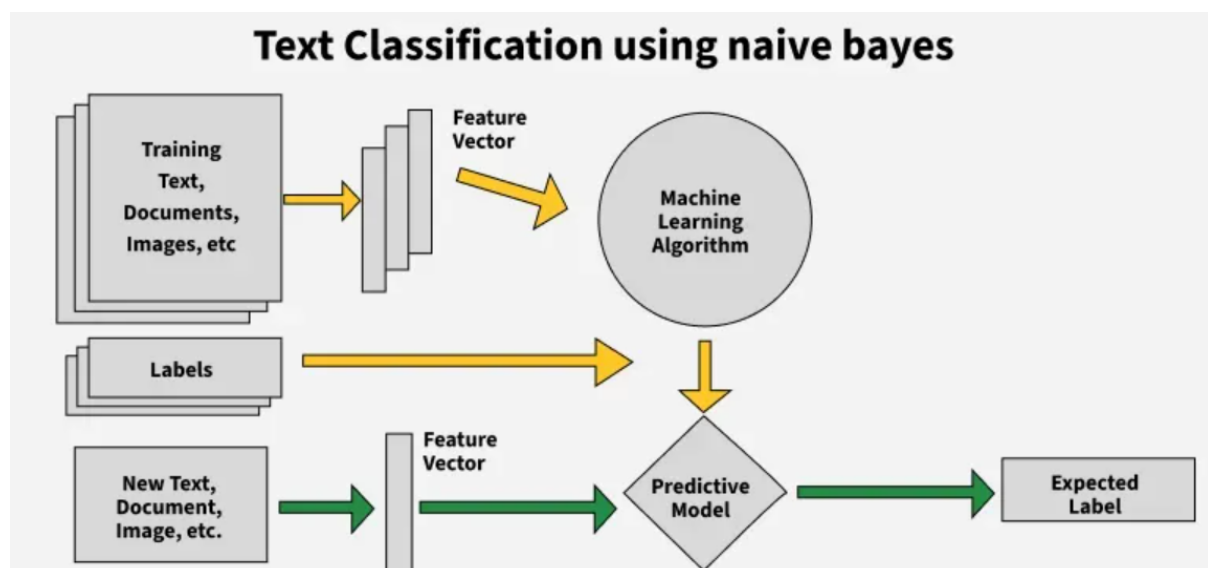 Text Classification using naive bayes
Training
Text,
Documents,
Images, etc
Feature
Vector
Machine
Learning
Algorithm
Labels
New Text,
Document,
Image, etc.
Feature
Vector
Predictive
Model
Expected
Label